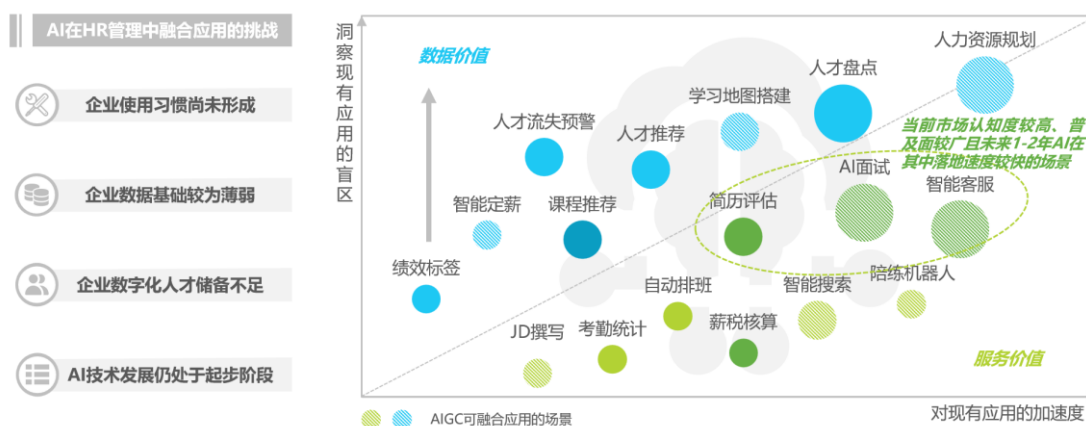 AI在HR管理中融合应用的挑战
企业使用习惯尚未形成
企业数据基础较为薄弱
企业数字化人才储备不足
AI技术发展仍处于起步阶段
洞察现有应用的盲区
数据价值
人力资源规划
人才盘点
学习地图搭建
人才流失预警
人才推荐
当前市场认知度较高、普
及面较广且未来1-2年AI在
其中落地速度较快的场景
AI面试
智能客服
简历评估
智能定薪
课程推荐
绩效标签
自动排班
智能搜索
陪练机器人
JD撰写
考勤统计
薪税核算
服务价值
AIGC可融合应用的场景
对现有应用的加速度